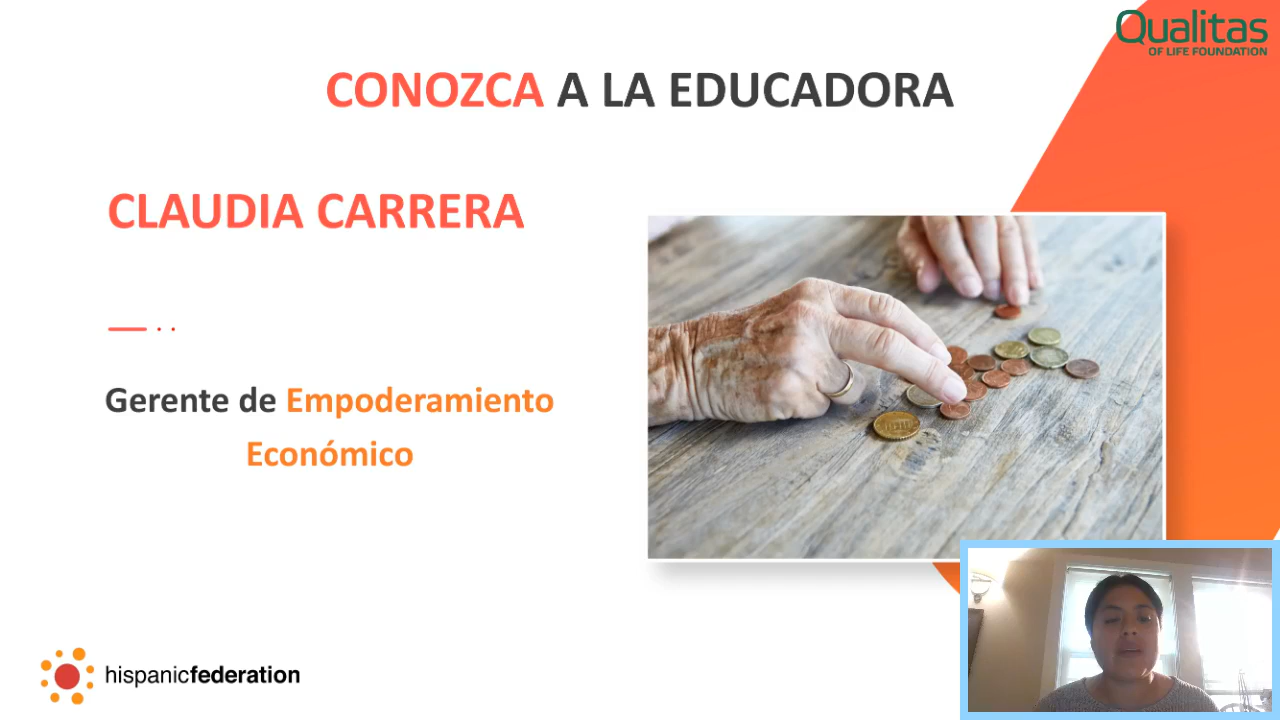 Qualitas
OF LIFE FOUNDATION
CONOZCA A LA EDUCADORA
CLAUDIA CARRERA
Gerente de Empoderamiento
Económico
hispanicfederation